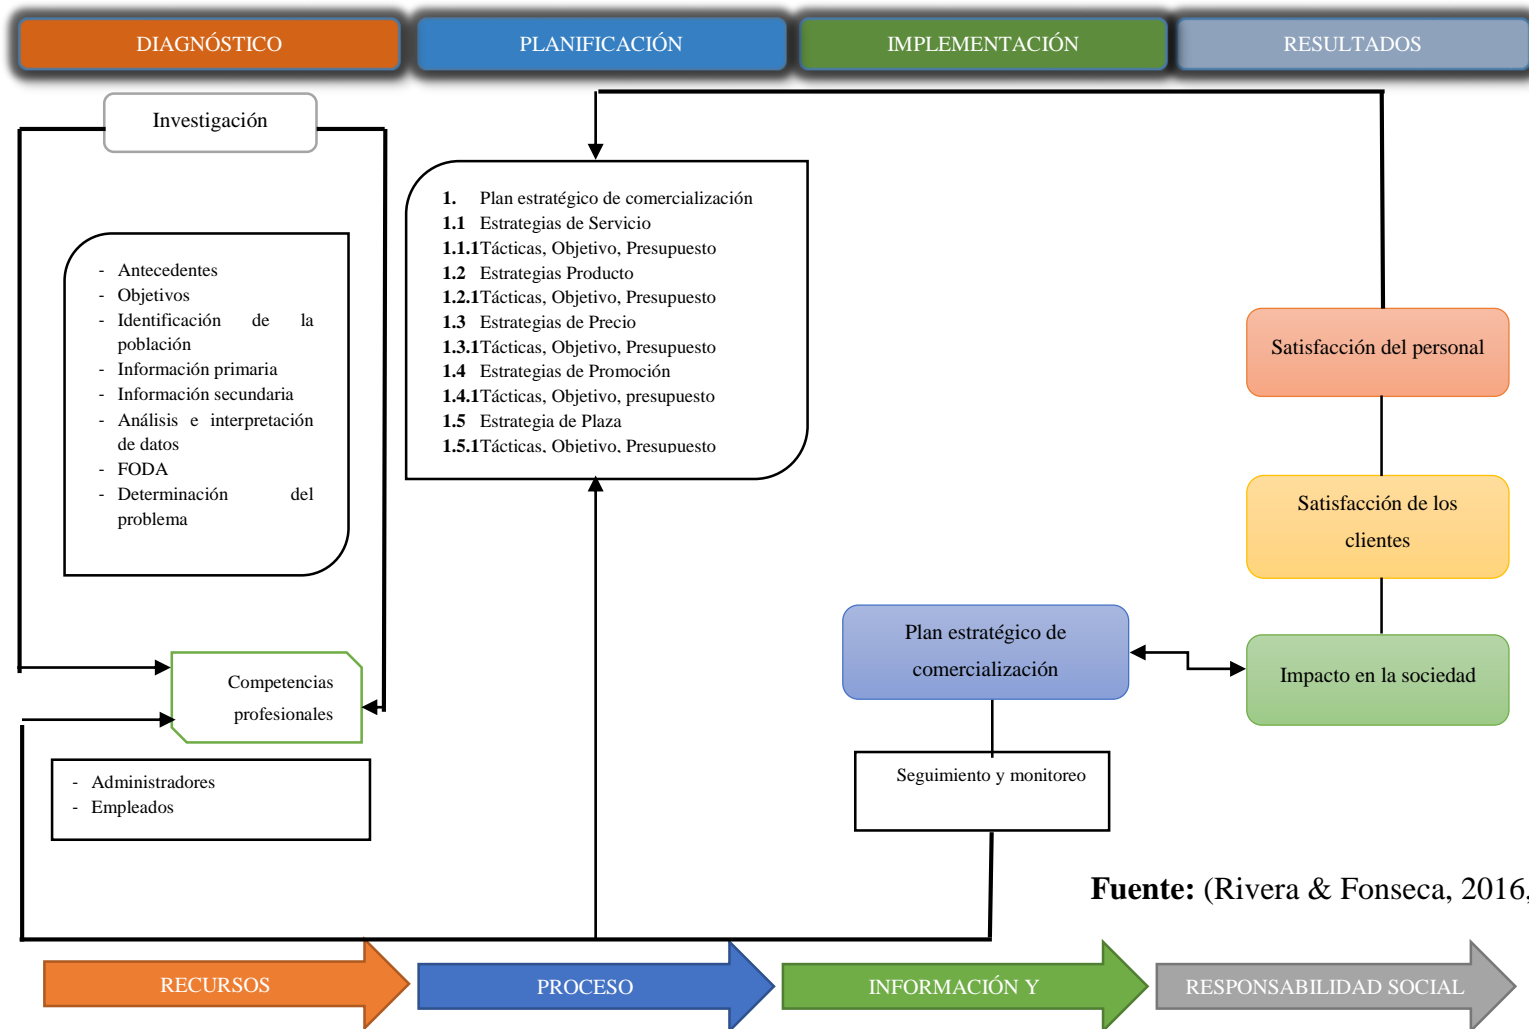 DIAGNÓSTICO
PLANIFICACIÓN
IMPLEMENTACIÓN
RESULTADOS
Investigación
- Antecedentes
- Objetivos
- Identificación de la
población
- Información primaria
- Información secundaria
- Análisis e interpretación
de datos
- FODA
- Determinación del
problema
Competencias
profesionales
- Administradores
- Empleados
1. Plan estratégico de comercialización
1.1 Estrategias de Servicio
1.1.1Tácticas, Objetivo, Presupuesto
1.2 Estrategias Producto
1.2.1Tácticas, Objetivo, Presupuesto
1.3 Estrategias de Precio
1.3.1Tácticas, Objetivo, Presupuesto
1.4 Estrategias de Promoción
1.4.1Tácticas, Objetivo, presupuesto
1.5 Estrategia de Plaza
1.5.1Tácticas, Objetivo, Presupuesto
Plan estratégico de
comercialización
Seguimiento y monitoreo
Satisfacción del personal
Satisfacción de los
clientes
Impacto en la sociedad
Fuente: (Rivera & Fonseca, 2016,
RECURSOS
PROCESO
INFORMACIÓN Y
RESPONSABILIDAD SOCIAL